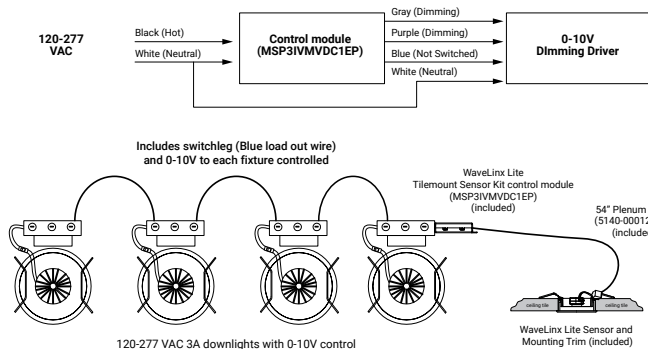 120-277
VAC
Black (Hot)
White (Neutral)
Control module
(MSP3IVMVDC1EP)
Gray (Dimming)
Purple (Dimming)
Blue (Not Switched)
White (Neutral)
0-10V
DImming Driver
Includes switchleg (Blue load out wire)
and 0-10V to each fixture controlled
WaveLinx Lite
Tilemount Sensor Kit control module
(MSP3IVMVDC1EP)
(included)
54" Plenum
(5140-00012
(include
ceiling tile
ceiling tile
WaveLinx Lite Sensor and
Mounting Trim (included)
120-277 VAC 3A downlights with 0-10V control